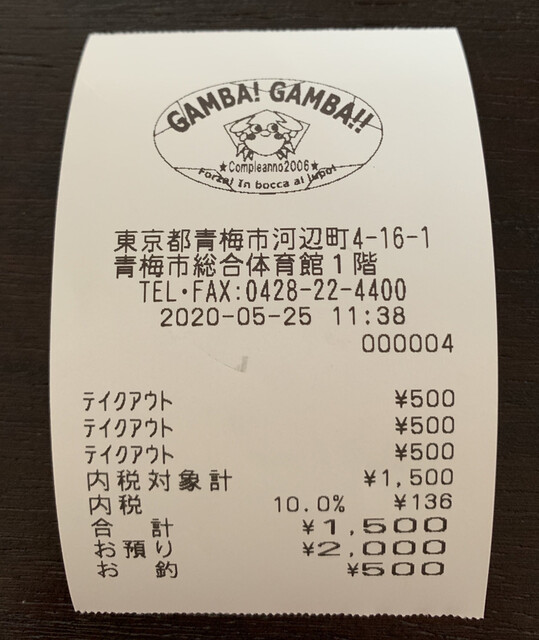 GAMBA! GAMBA!!
★Compleanno2006★
Forza! In bocca al lupo!
東京都青梅市河辺町4-16-1
青梅市総合体育館1階
TEL・FAX:0428-22-4400
2020-05-25 11:38
000004
テイクアウト ¥500
テイクアウト ¥500
テイクアウト ¥500
内税対象計 ¥1,500
内税 10.0% ¥136
合 計 ¥1,500
お預り ¥2,000
お 釣 ¥500